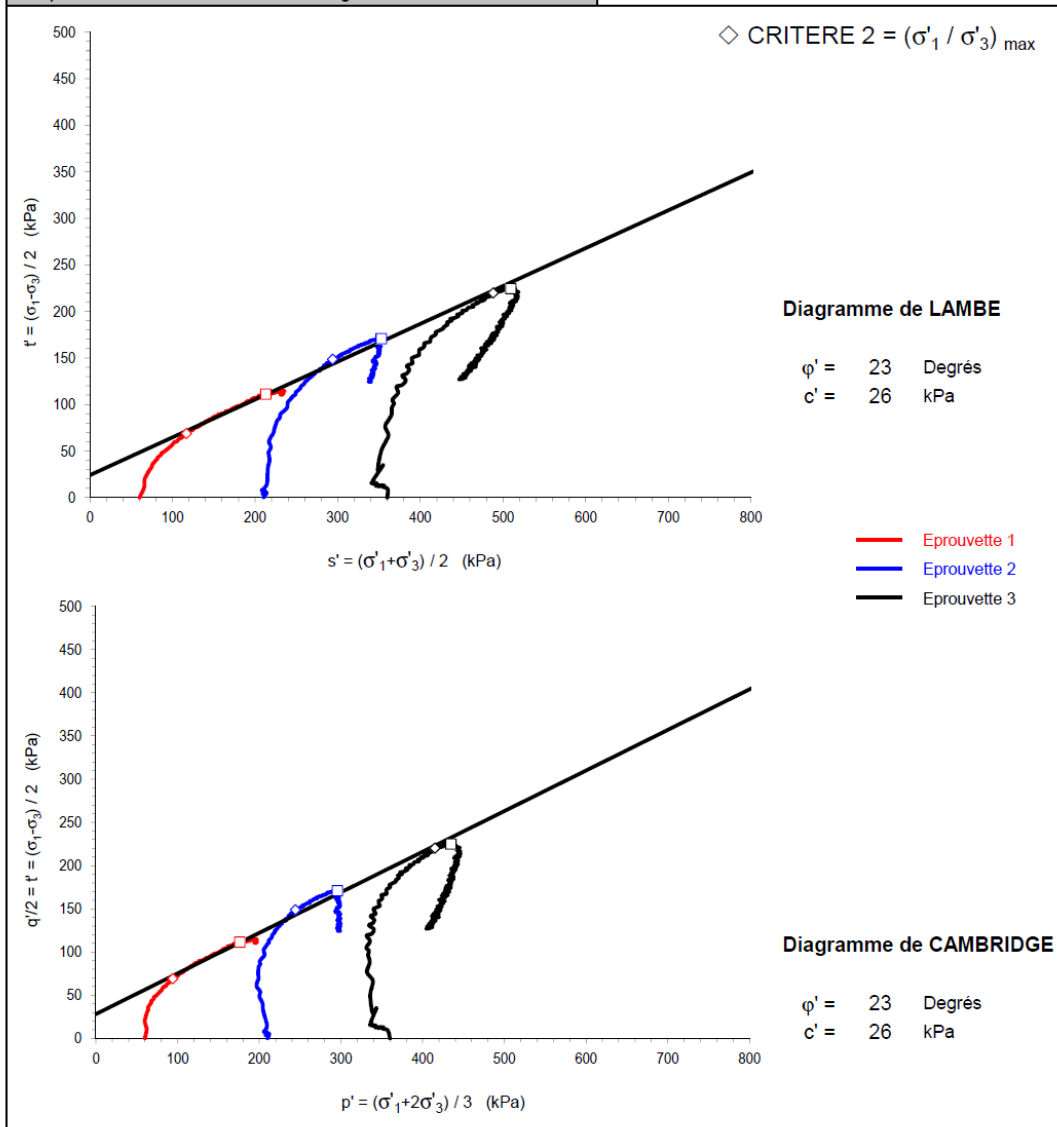 ◇ CRITERE 2 = (σ'1 / σ'3) max
500
450
400
350
300
250
200
150
100
50
0
t' = (σ1-σ3) / 2 (kPa)
0 100 200 300 400 500 600 700 800
s' = (σ'1+σ'3) / 2 (kPa)
Diagramme de LAMBE
φ' = 23 Degrés
c' = 26 kPa
Eprouvette 1
Eprouvette 2
Eprouvette 3
500
450
400
350
300
250
200
150
100
50
0
q'/2 = t' = (σ1-σ3) / 2 (kPa)
0 100 200 300 400 500 600 700 800
p' = (σ'1+2σ'3) / 3 (kPa)
Diagramme de CAMBRIDGE
φ' = 23 Degrés
c' = 26 kPa